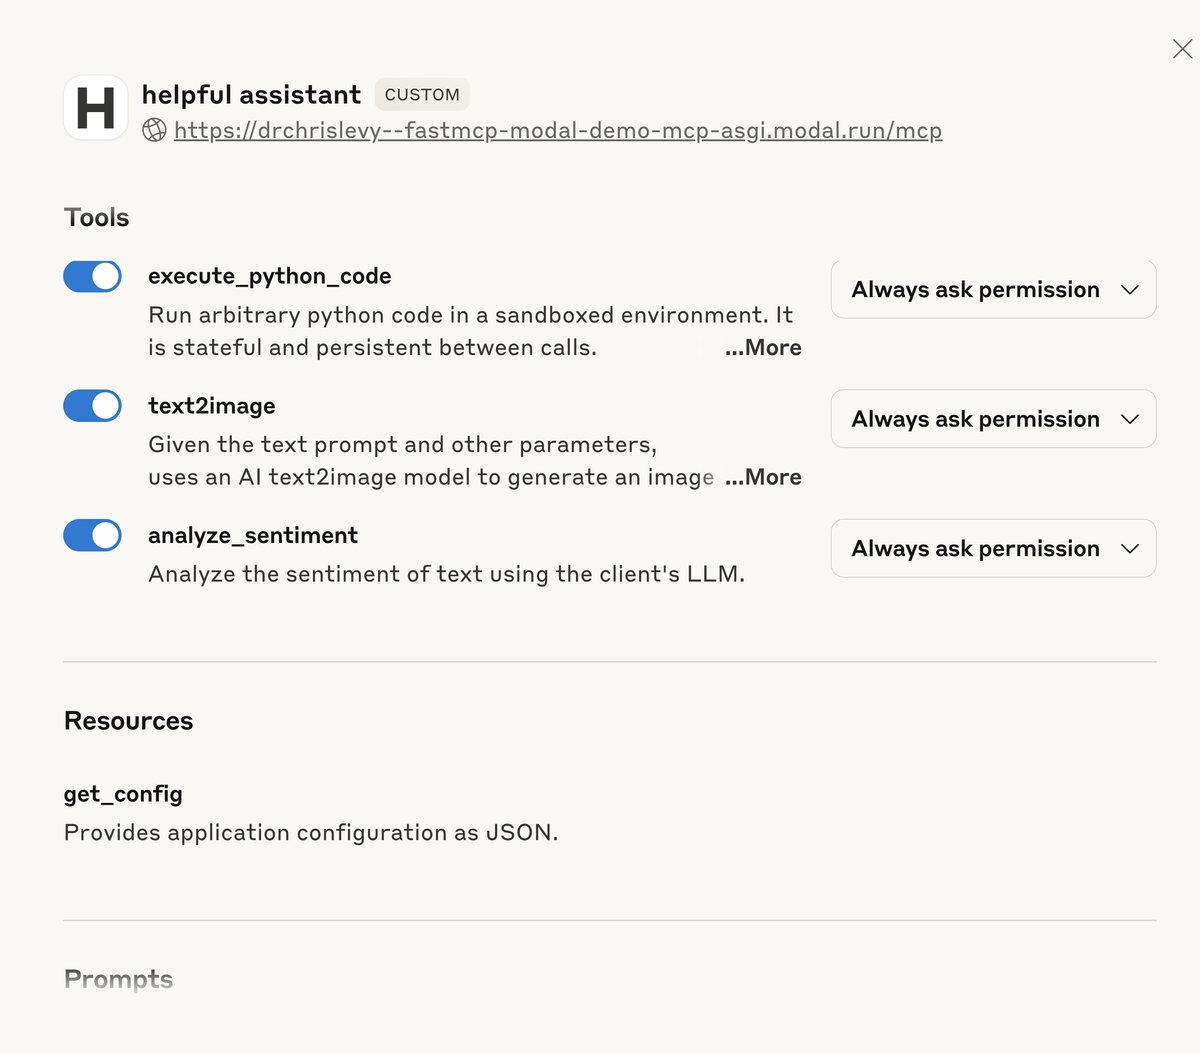 H
helpful assistant CUSTOM
https://drchrislevy--fastmcp-modal-demo-mcp-asgi.modal.run/mcp
Tools
execute_python_code
Always ask permission
Run arbitrary python code in a sandboxed environment. It
is stateful and persistent between calls. ...More
text2image
Always ask permission
Given the text prompt and other parameters,
uses an AI text2image model to generate an image ...More
analyze_sentiment
Always ask permission
Analyze the sentiment of text using the client's LLM.
Resources
get_config
Provides application configuration as JSON.
Prompts